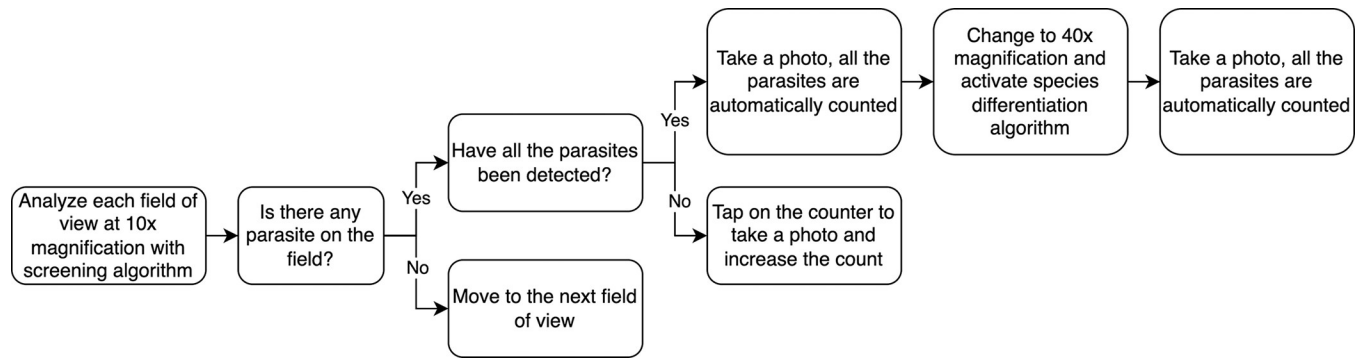 Analyze each field of
view at 10x
magnification with
screening algorithm
Is there any
parasite on the
field?
Yes
No
Have all the parasites
been detected?
Move to the next field
of view
Yes
No
Take a photo, all the
parasites are
automatically counted
Tap on the counter to
take a photo and
increase the count
Change to 40x
magnification and
activate species
differentiation
algorithm
Take a photo, all the
parasites are
automatically counted